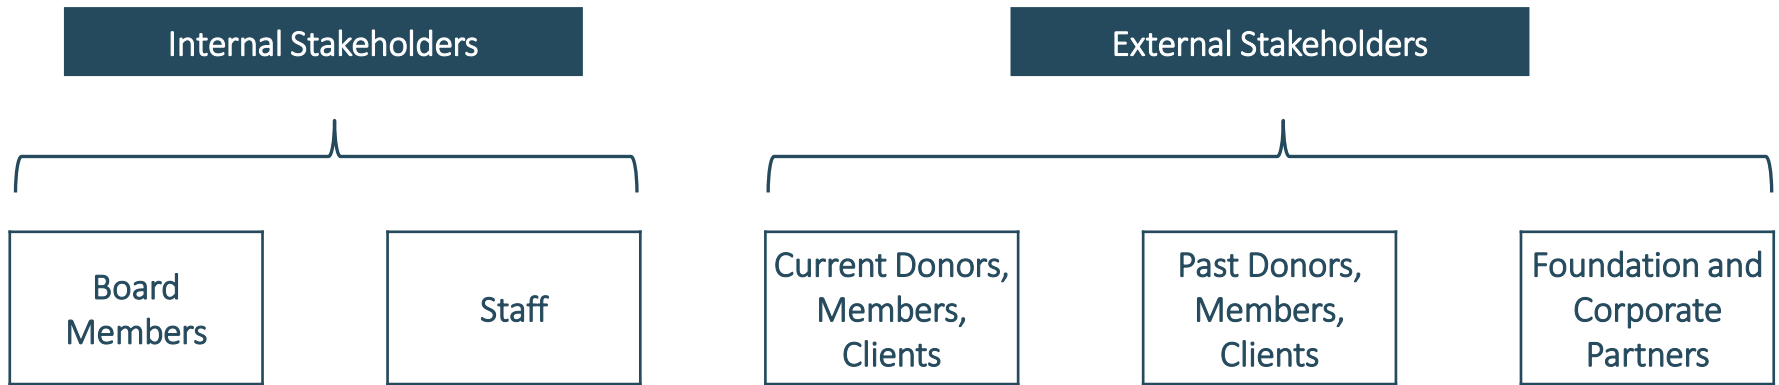 Internal Stakeholders
External Stakeholders
Board
Members
Staff
Current Donors,
Members,
Clients
Past Donors,
Members,
Clients
Foundation and
Corporate
Partners